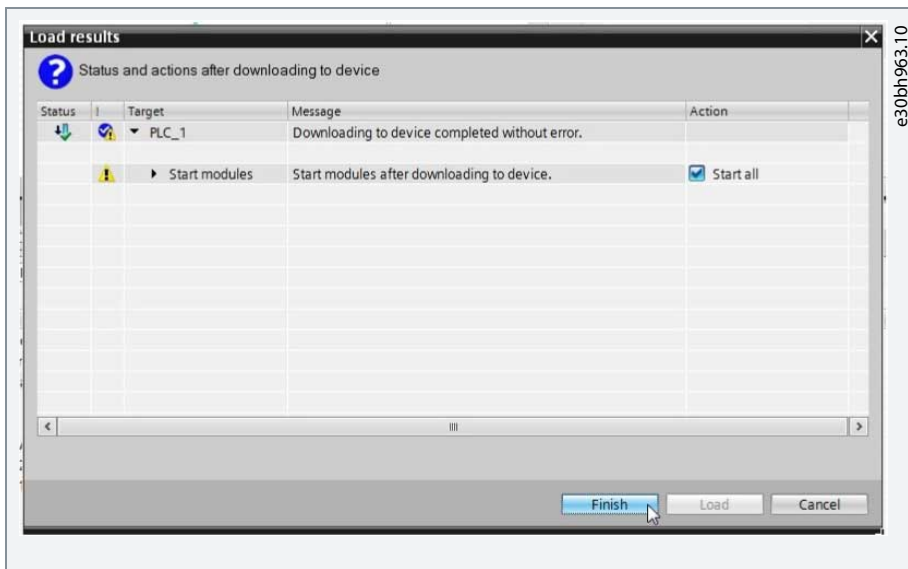 Load results
Status and actions after downloading to device
Status ! Target Message Action
PLC_1 Downloading to device completed without error.
Start modules Start modules after downloading to device. Start all
Finish Load Cancel
e30bh963.10